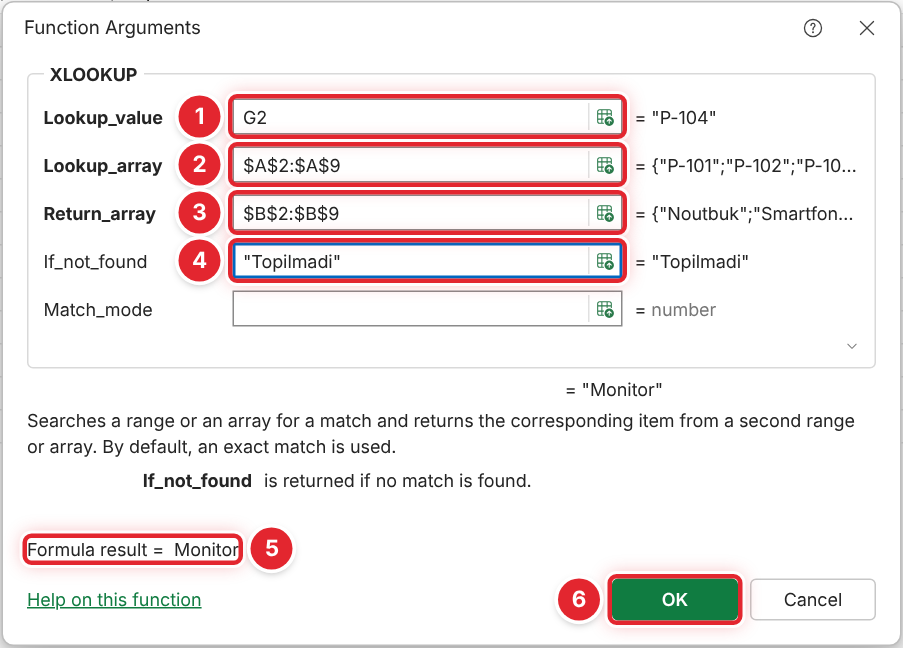 Function Arguments
XLOOKUP
Lookup_value 1 G2 = "P-104"
Lookup_array 2 $A$2:$A$9 = {"P-101";"P-102";"P-10...
Return_array 3 $B$2:$B$9 = {"Noutbuk";"Smartfon...
If_not_found 4 "Topilmadi" = "Topilmadi"
Match_mode = number
= "Monitor"
Searches a range or an array for a match and returns the corresponding item from a second range
or array. By default, an exact match is used.
If_not_found is returned if no match is found.
Formula result = Monitor 5
Help on this function 6 OK Cancel